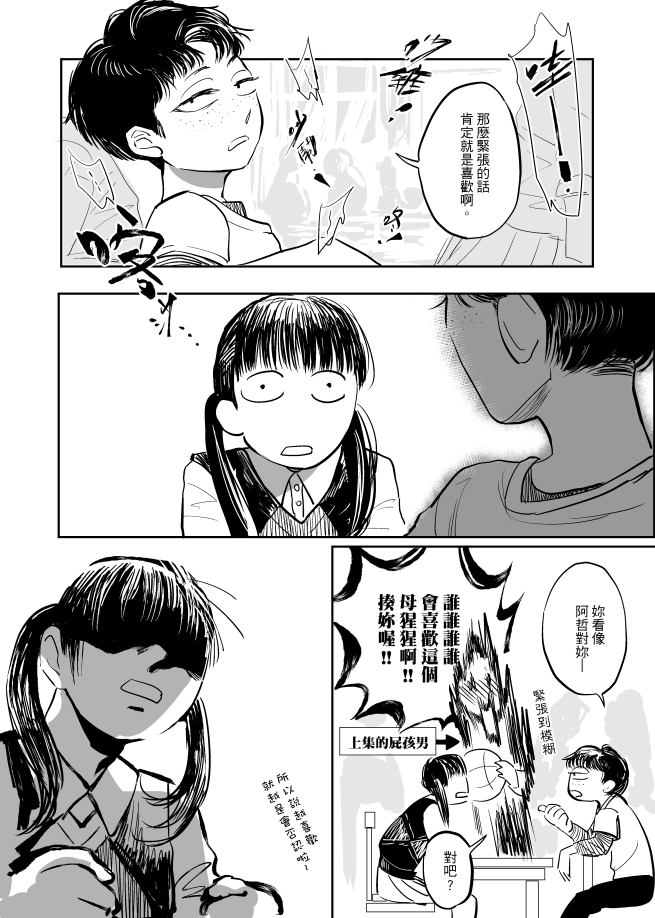 哇
誰
那麼緊張的話
肯定就是喜歡啊。
妳看像
阿哲對妳—
緊張到模糊
誰誰誰誰
會喜歡這個
母猩猩啊!!
揍妳喔!!
上集的屁孩男
對吧?
所以說越喜歡
就越是會否認啦~